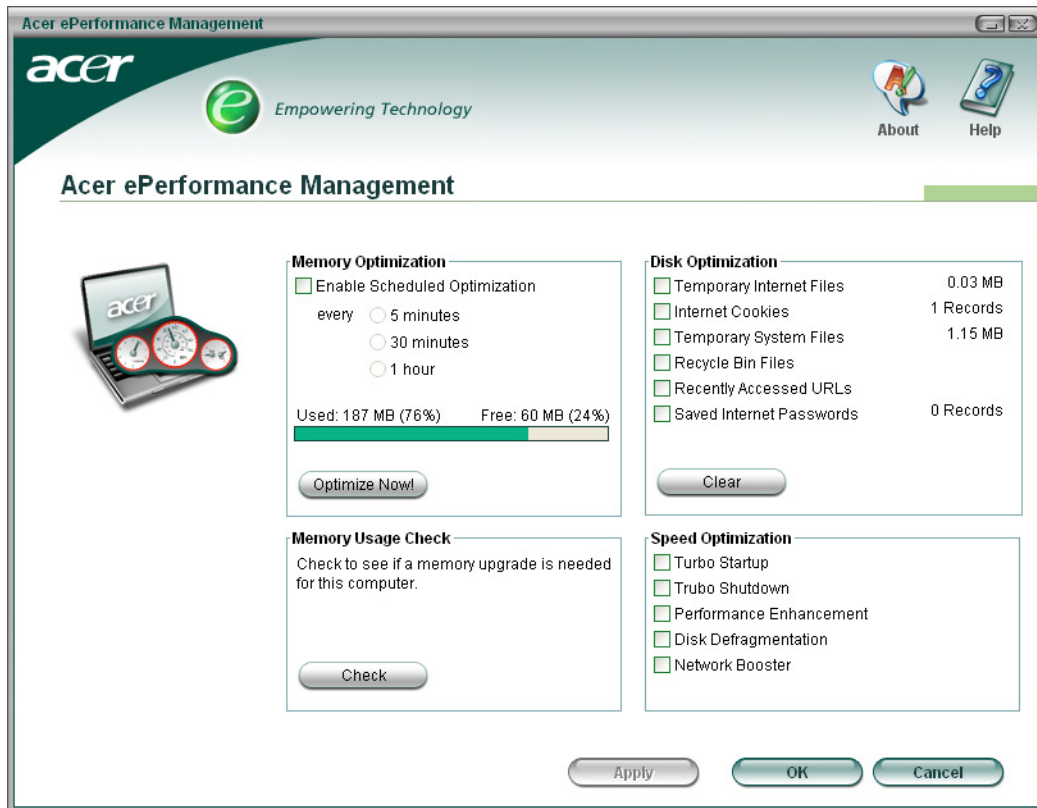 Acer ePerformance Management
acer
e Empowering Technology
About
Help
Acer ePerformance Management
acer
Memory Optimization
Enable Scheduled Optimization
every 5 minutes
30 minutes
1 hour
Used: 187 MB (76%) Free: 60 MB (24%)
Optimize Now!
Disk Optimization
Temporary Internet Files 0.03 MB
Internet Cookies 1 Records
Temporary System Files 1.15 MB
Recycle Bin Files
Recently Accessed URLs
Saved Internet Passwords 0 Records
Clear
Memory Usage Check
Check to see if a memory upgrade is needed
for this computer.
Check
Speed Optimization
Turbo Startup
Trubo Shutdown
Performance Enhancement
Disk Defragmentation
Network Booster
Apply
OK
Cancel